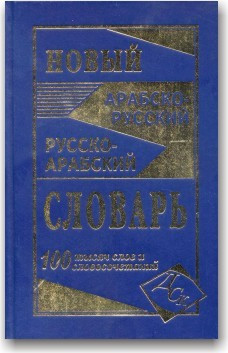 НОВЫЙ
АРАБСКО-
РУССКИЙ
РУССКО-
АРАБСКИЙ
СЛОВАРЬ
100 тысяч слов и
словосочетаний